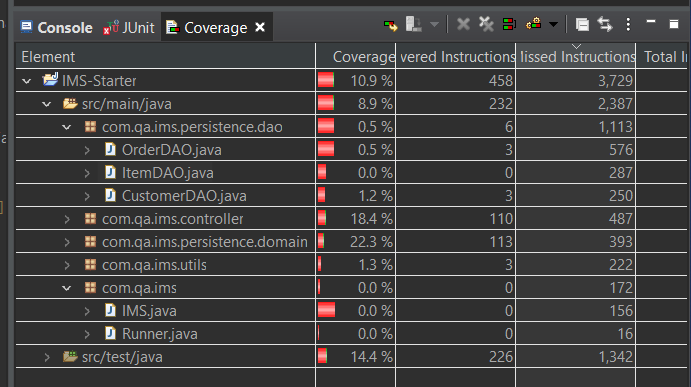 Console JUnit Coverage
Element Coverage vered Instructions lissed Instructions Total In
IMS-Starter 10.9 % 458 3,729
src/main/java 8.9 % 232 2,387
com.qa.ims.persistence.dao 0.5 % 6 1,113
OrderDAO.java 0.5 % 3 576
ItemDAO.java 0.0 % 0 287
CustomerDAO.java 1.2 % 3 250
com.qa.ims.controller 18.4 % 110 487
com.qa.ims.persistence.domain 22.3 % 113 393
com.qa.ims.utils 1.3 % 3 222
com.qa.ims 0.0 % 0 172
IMS.java 0.0 % 0 156
Runner.java 0.0 % 0 16
src/test/java 14.4 % 226 1,342